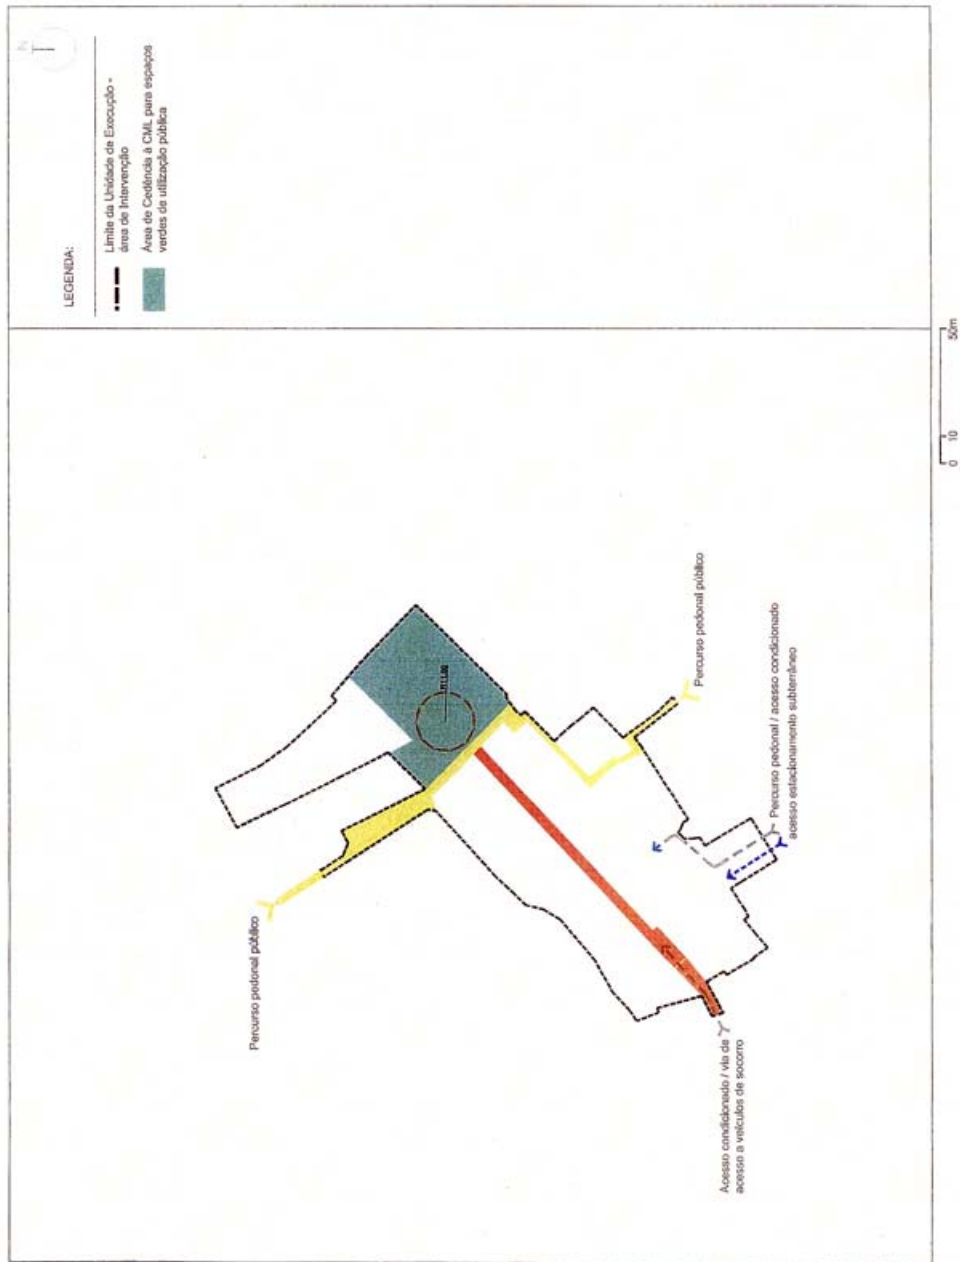 N
LEGENDA:
Limite da Unidade de Execução -
área de Intervenção
Área de Cedência à CML para espaços
verdes de utilização pública
Percurso pedonal público
Percurso pedonal público
Percurso pedonal / acesso condicionado
acesso estacionamento subterrâneo
Acesso condicionado / via de
acesso a veículos de socorro
0 10 50m